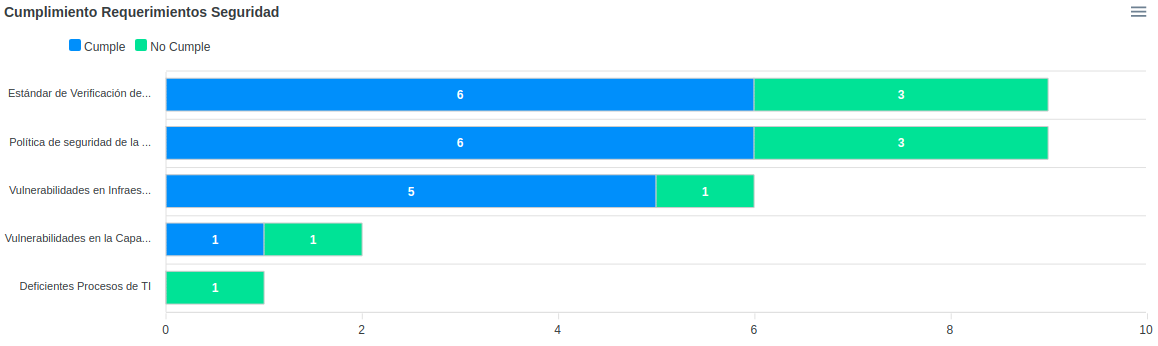 Cumplimiento Requerimientos Seguridad
Cumple No Cumple
Estándar de Verificación de... 6 3
Política de seguridad de la ... 6 3
Vulnerabilidades en Infraes... 5 1
Vulnerabilidades en la Capa... 1 1
Deficientes Procesos de TI 1
0 2 4 6 8 10